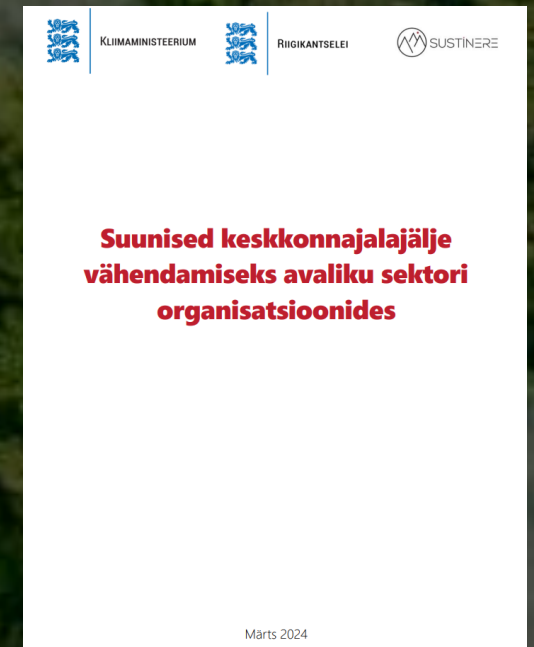 KLIIMAMINISTEERIUM
RIIGIKANTSELEI
SUSTINERE
Suunised keskkonnajalajälje
vähendamiseks avaliku sektori
organisatsioonides
Märts 2024